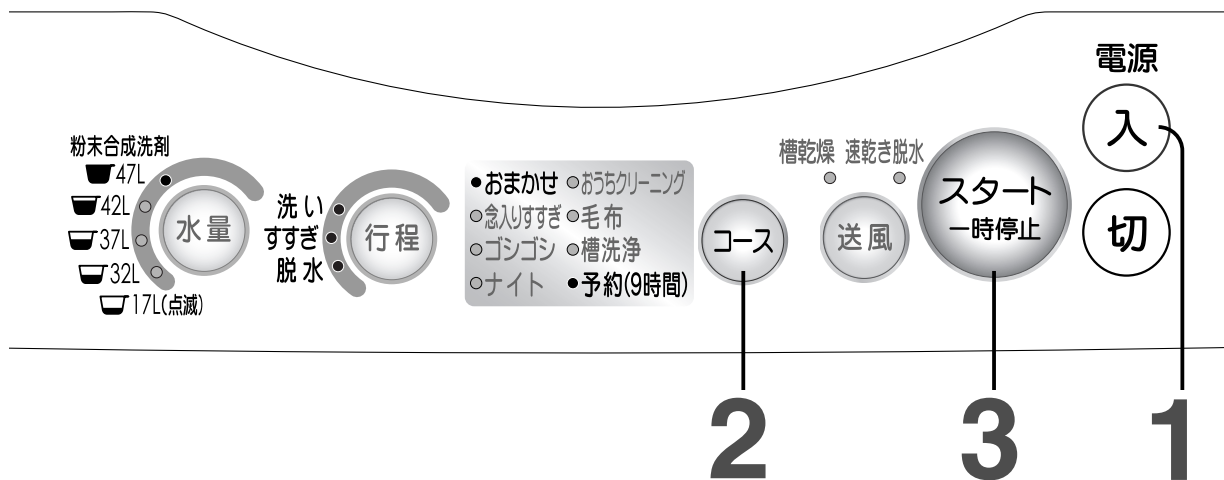 電源
入
切
粉末合成洗剤
47L
42L
37L
32L
17L(点滅)
水量
洗い
すすぎ
脱水
行程
おまかせ
念入りすすぎ
ゴシゴシ
ナイト
おうちクリーニング
毛布
槽洗浄
予約(9時間)
コース
槽乾燥 速乾き脱水
送風
スタート
一時停止
2
3
1